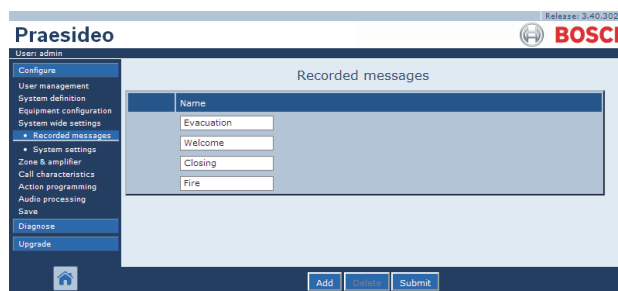 Release: 3.40.302
Praesideo
BOSCH
User: admin
Configure
User management
System definition
Equipment configuration
System wide settings
• Recorded messages
• System settings
Zone & amplifier
Call characteristics
Action programming
Audio processing
Save
Diagnose
Upgrade
Recorded messages
Name
Evacuation
Welcome
Closing
Fire
Add Delete Submit